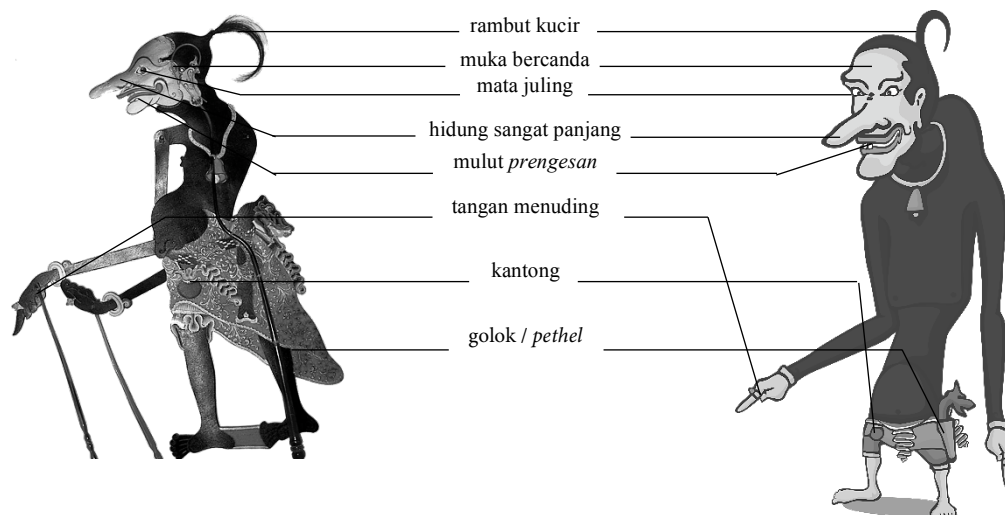 rambut kucir
muka bercanda
mata juling
hidung sangat panjang
mulut prengesan
tangan menuding
kantong
golok / pethel